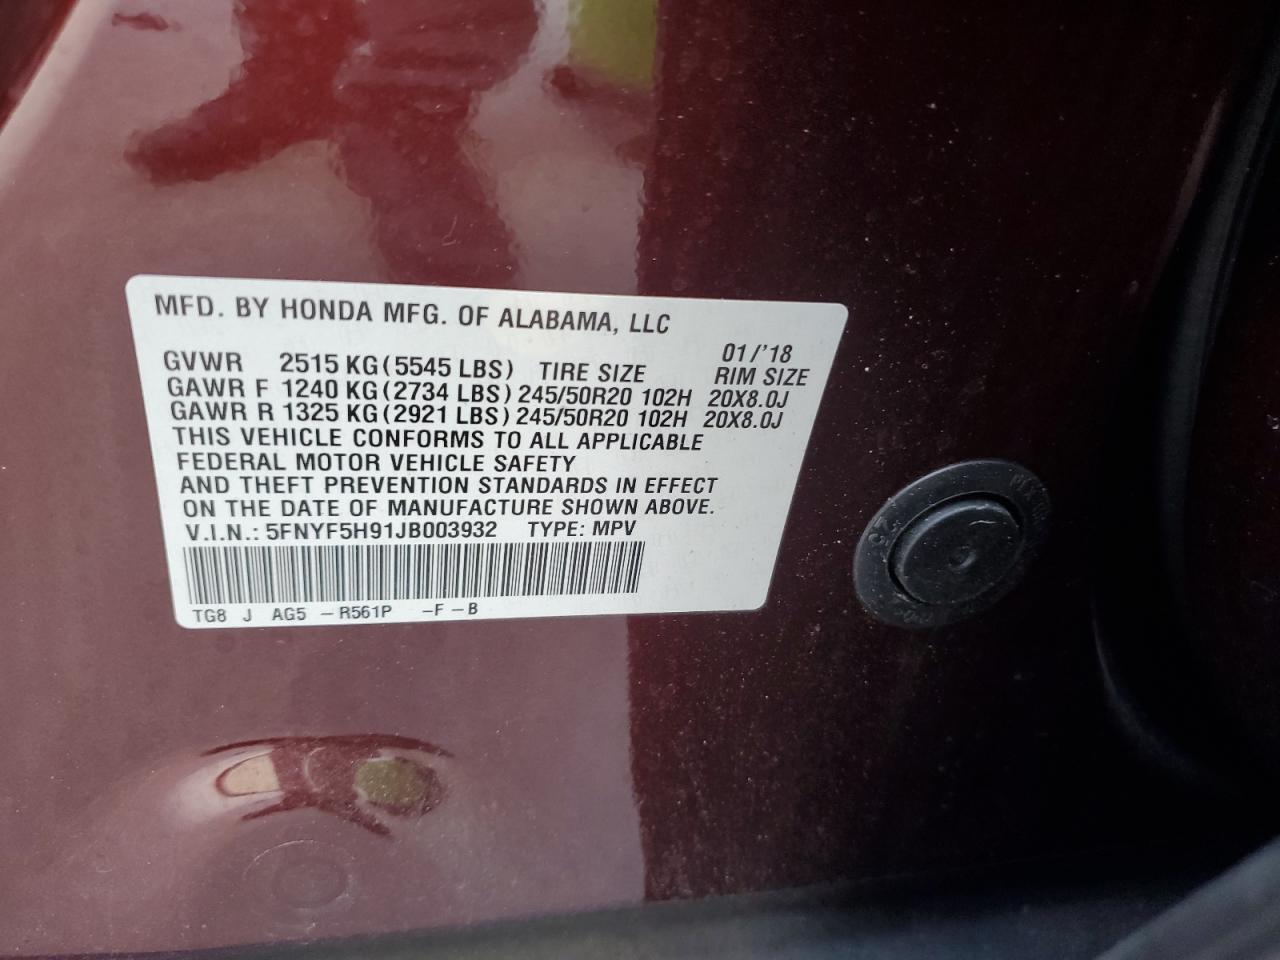 MFD. BY HONDA MFG. OF ALABAMA, LLC
01/'18
GVWR 2515 KG (5545 LBS) TIRE SIZE RIM SIZE
GAWR F 1240 KG (2734 LBS) 245/50R20 102H 20X8.0J
GAWR R 1325 KG (2921 LBS) 245/50R20 102H 20X8.0J
THIS VEHICLE CONFORMS TO ALL APPLICABLE
FEDERAL MOTOR VEHICLE SAFETY
AND THEFT PREVENTION STANDARDS IN EFFECT
ON THE DATE OF MANUFACTURE SHOWN ABOVE.
V.I.N.: 5FNYF5H91JB003932 TYPE: MPV
TG8 J AG5 –R561P –F –B
25